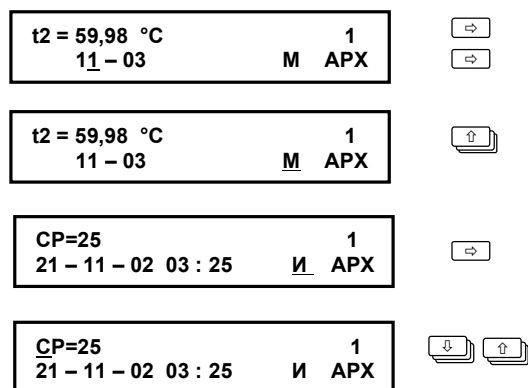 t2 = 59,98 °C 1
11 – 03 М АРХ
t2 = 59,98 °C 1
11 – 03 М АРХ
СР=25 1
21 – 11 – 02 03 : 25 И АРХ
СР=25 1
21 – 11 – 02 03 : 25 И АРХ